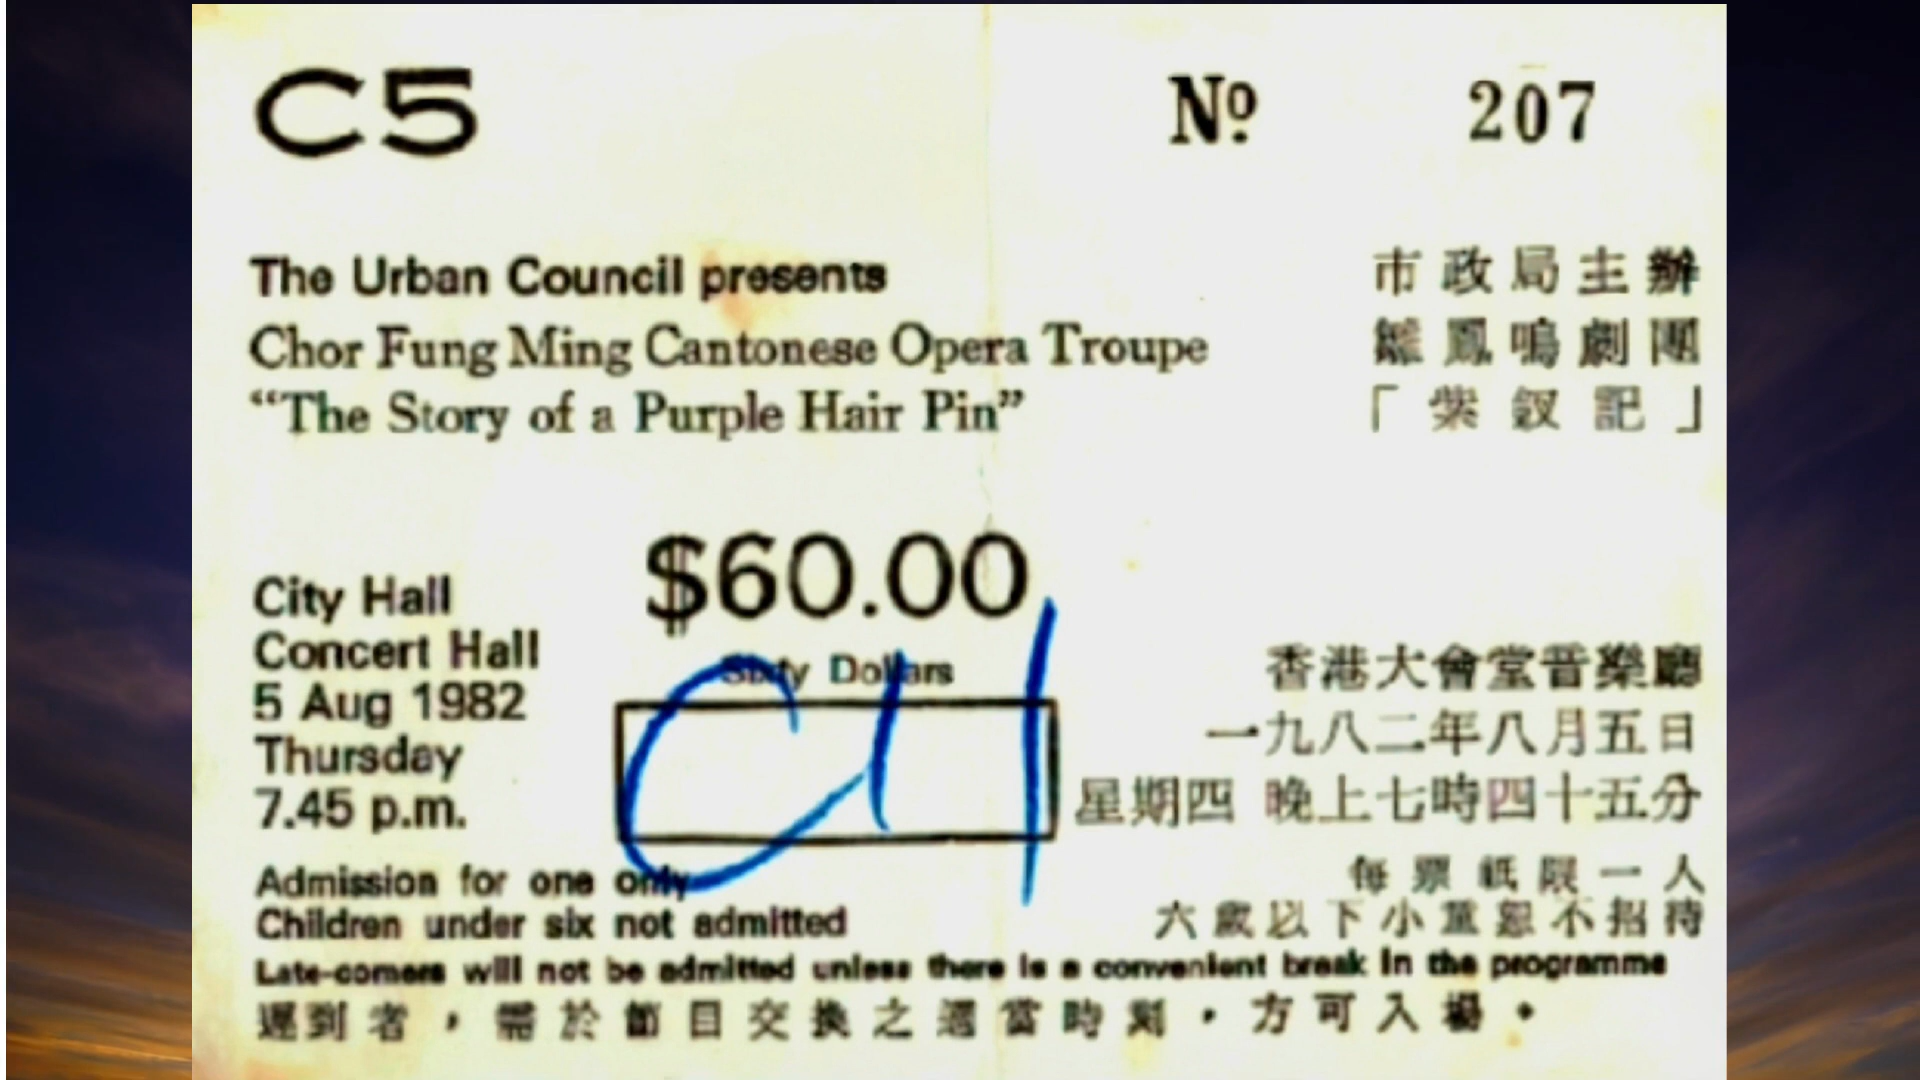 C5 Nº 207
The Urban Council presents 市政局主辦
Chor Fung Ming Cantonese Opera Troupe 雛鳳鳴劇團
“The Story of a Purple Hair Pin” 「紫釵記」
$60.00
Sixty Dollars
City Hall
Concert Hall
5 Aug 1982
Thursday
7.45 p.m.
香港大會堂音樂廳
一九八二年八月五日
星期四 晚上七時四十五分
Admission for one only 每票祇限一人
Children under six not admitted 六歲以下小童恕不招待
Late-comers will not be admitted unless there is a convenient break in the programme
遲到者，需於節目交換之適當時刻，方可入場。